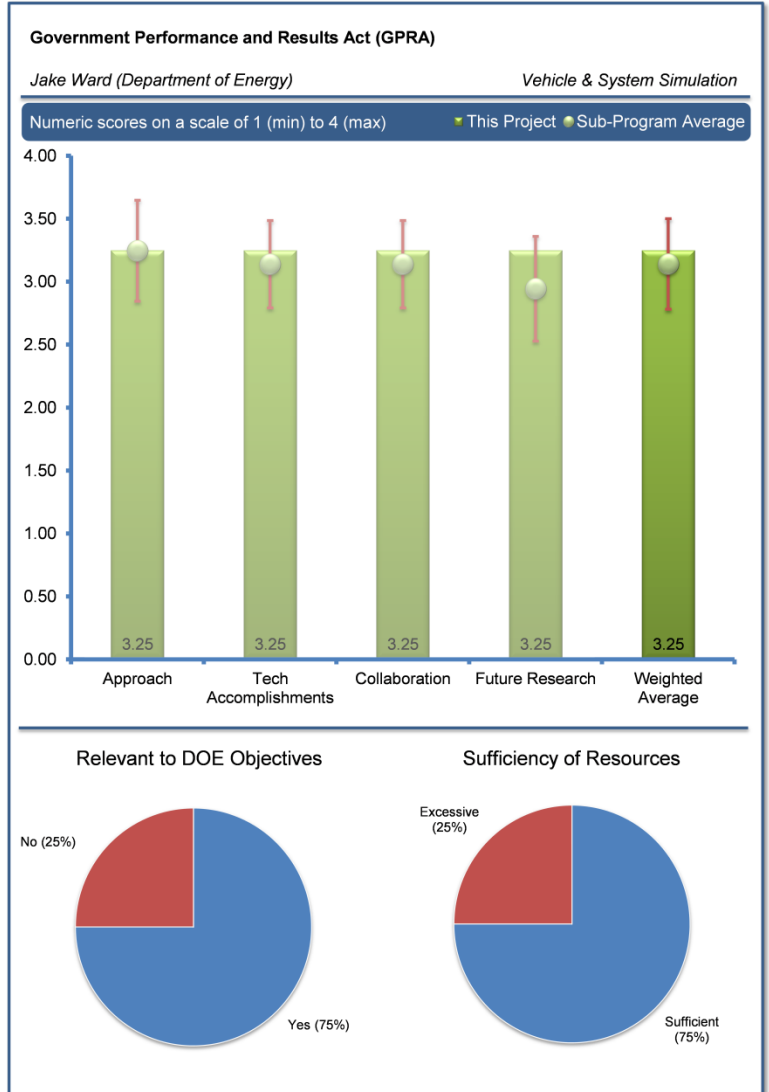 Government Performance and Results Act (GPRA)
Jake Ward (Department of Energy) Vehicle & System Simulation
Numeric scores on a scale of 1 (min) to 4 (max) This Project Sub-Program Average
4.00
3.50
3.00
2.50
2.00
1.50
1.00
0.50
0.00
3.25 3.25 3.25 3.25 3.25
Approach
Tech
Accomplishments
Collaboration
Future Research
Weighted
Average
Relevant to DOE Objectives
No (25%)
Yes (75%)
Sufficiency of Resources
Excessive
(25%)
Sufficient
(75%)